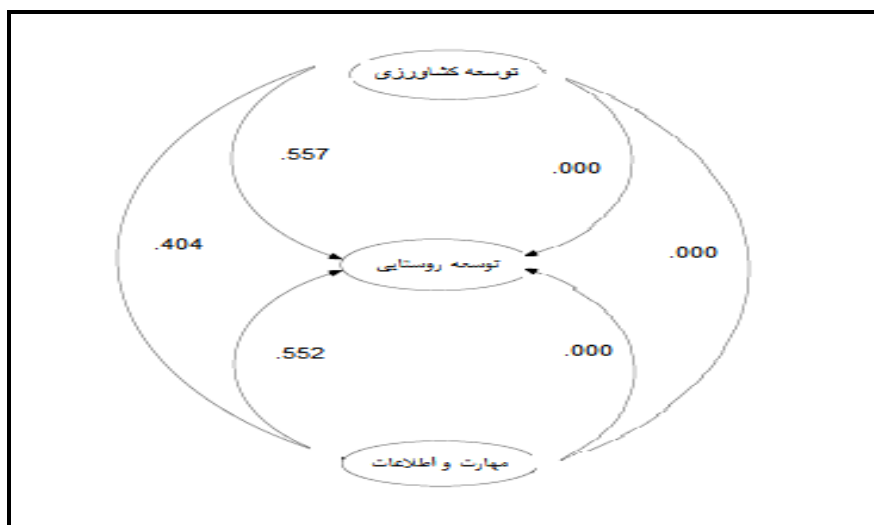 توسعه کشاورزی
.557
.000
.404
توسعه روستایی
.000
.552
.000
مهارت و اطلاعات